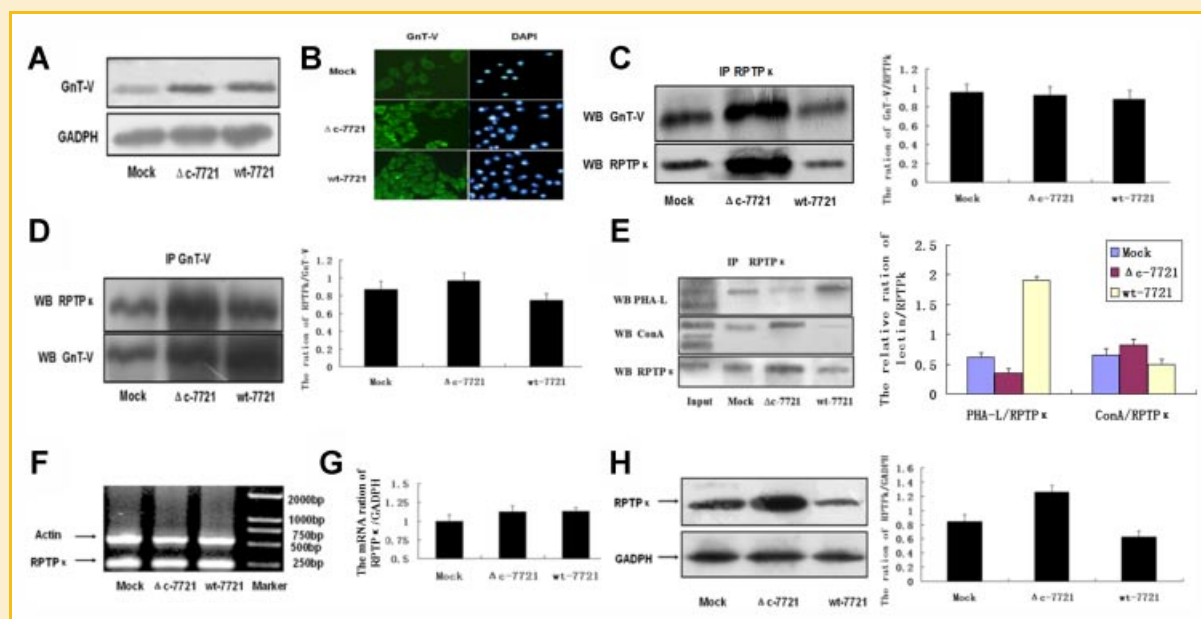 A
GnT-V
GADPH
Mock Δc-7721 wt-7721
B
GnT-V DAPI
Mock
Δc-7721
wt-7721
C
IP RPTPκ
WB GnT-V
WB RPTPκ
Mock Δc-7721 wt-7721
The ration of GnT-V/RPTPK
1.2
1
0.8
0.6
0.4
0.2
0
Mock Δc-7721 wt-7721
D
IP GnT-V
WB RPTPκ
WB GnT-V
Mock Δc-7721 wt-7721
The ration of RPTPk/GnT-V
1.2
1
0.8
0.6
0.4
0.2
0
Mock Δc-7721 wt-7721
E
IP RPTPκ
WB PHA-L
WB ConA
WB RPTPκ
Input Mock Δc-7721 wt-7721
The relative ration of
lectin/RPTPk
2.5
2
1.5
1
0.5
0
Mock
Δc-7721
wt-7721
PHA-L/RPTPκ ConA/RPTPκ
F
Actin
RPTPκ
2000bp
1000bp
750bp
500bp
250bp
Mock Δc-7721 wt-7721 Marker
G
The mRNA ration of
RPTPκ/GADPH
1.5
1.25
1
0.75
0.5
Mock Δc-7721 wt-7721
H
RPTPκ
GADPH
Mock Δc-7721 wt-7721
The ration of RPTPk/GADPH
1.6
1.4
1.2
1
0.8
0.6
0.4
0.2
0
Mock Δc-7721 wt-7721